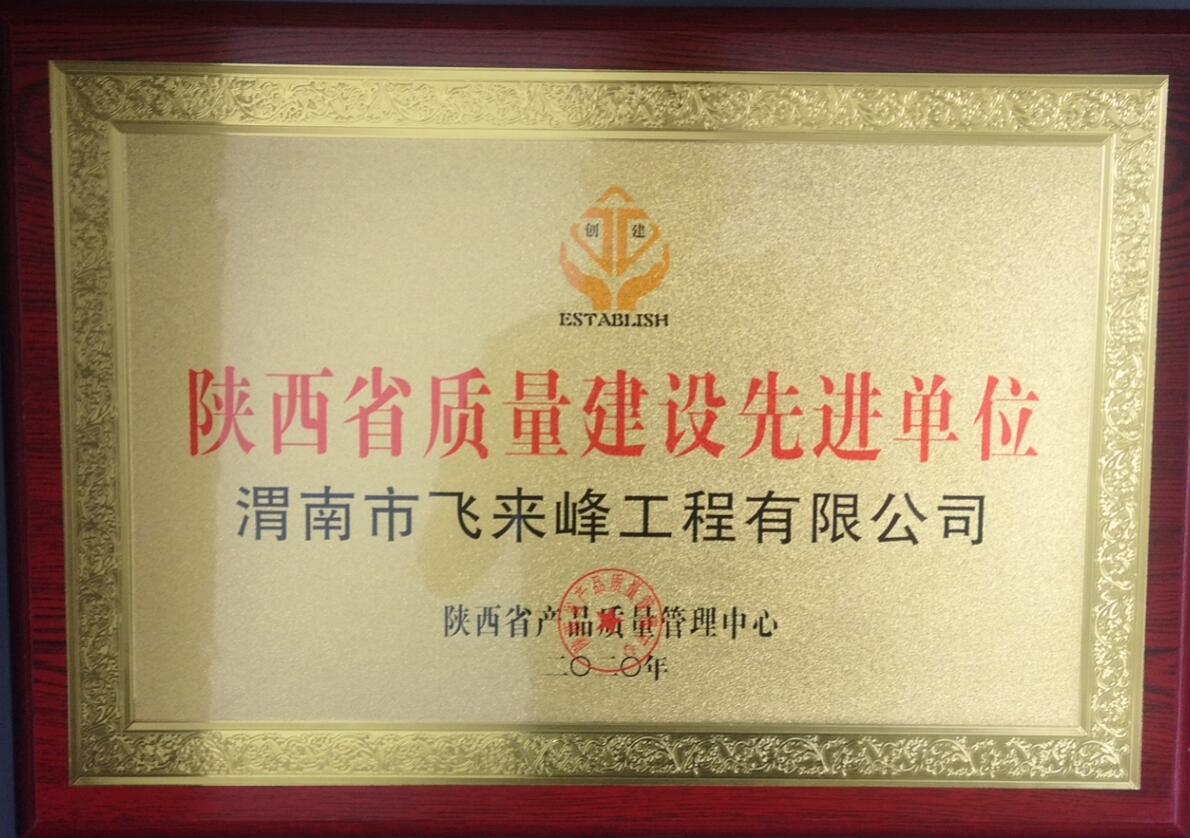 创 建
ESTABLISH
陕西省质量建设先进单位
渭南市飞来峰工程有限公司
陕西省产品质量管理中心
二〇二〇年